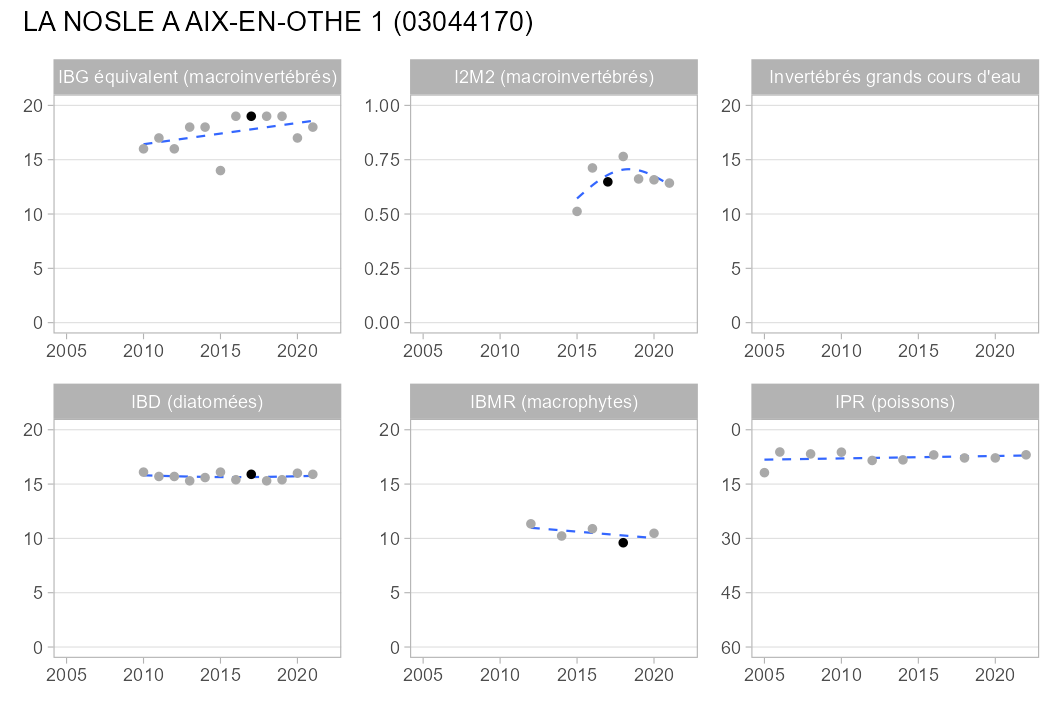 LA NOSLE A AIX-EN-OTHE 1 (03044170)
IBG équivalent (macroinvertébrés)
I2M2 (macroinvertébrés)
Invertébrés grands cours d'eau
20
15
10
5
0
2005 2010 2015 2020
1.00
0.75
0.50
0.25
0.00
2005 2010 2015 2020
20
15
10
5
0
2005 2010 2015 2020
IBD (diatomées)
IBMR (macrophytes)
IPR (poissons)
20
15
10
5
0
2005 2010 2015 2020
20
15
10
5
0
2005 2010 2015 2020
0
15
30
45
60
2005 2010 2015 2020